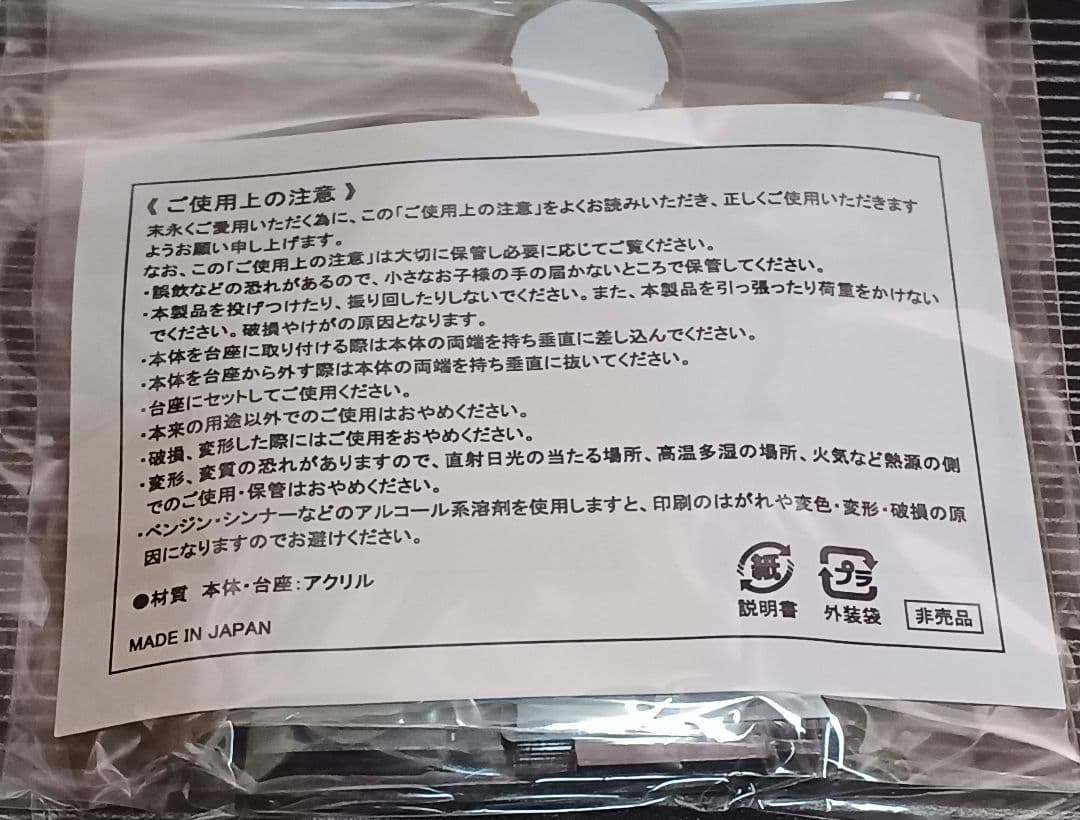 《 ご使用上の注意 》
末永くご愛用いただく為に、この「ご使用上の注意」をよくお読みいただき、正しくご使用いただきます
ようお願い申し上げます。
なお、この「ご使用上の注意」は大切に保管し必要に応じてご覧ください。
・誤飲などの恐れがあるので、小さなお子様の手の届かないところで保管してください。
・本製品を投げつけたり、振り回したりしないでください。また、本製品を引っ張ったり荷重をかけない
でください。破損やけがの原因となります。
・本体を台座に取り付ける際は本体の両端を持ち垂直に差し込んでください。
・本体を台座から外す際は本体の両端を持ち垂直に抜いてください。
・台座にセットしてご使用ください。
・本来の用途以外でのご使用はおやめください。
・破損、変形した際にはご使用をおやめください。
・変形、変質の恐れがありますので、直射日光の当たる場所、高温多湿の場所、火気など熱源の側
でのご使用・保管はおやめください。
・ベンジン・シンナーなどのアルコール系溶剤を使用しますと、印刷のはがれや変色・変形・破損の原
因になりますのでお避けください。
●材質 本体・台座：アクリル
MADE IN JAPAN
紙 プラ
説明書 外装袋 非売品